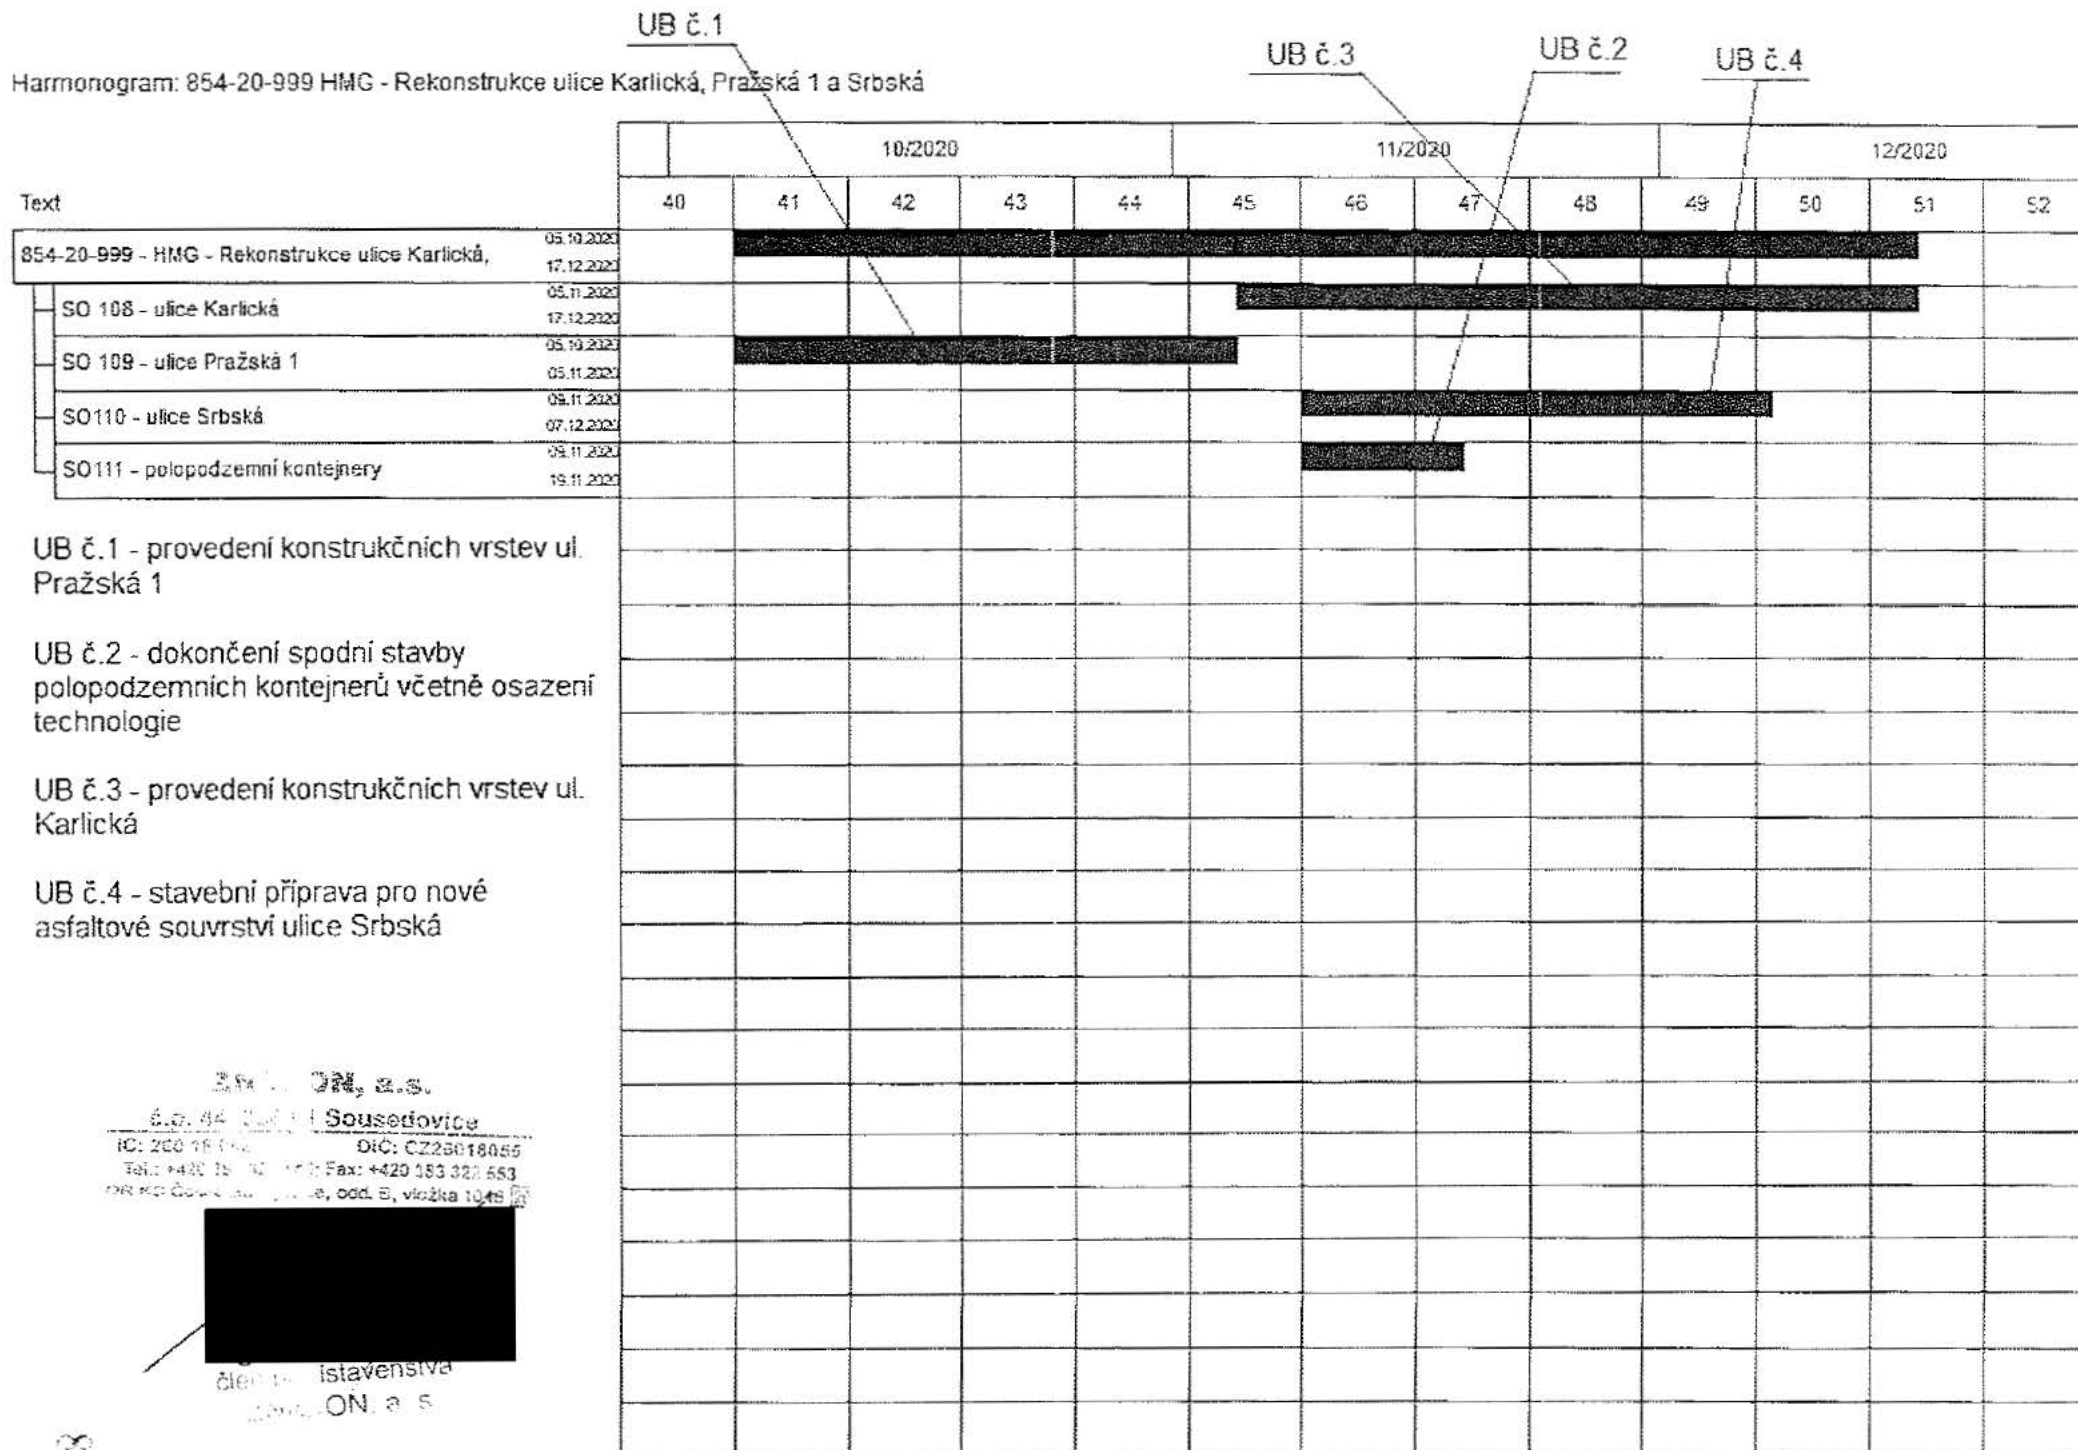 UB č.1
UB č.3
UB č.2
UB č.4
Harmonogram: 854-20-999 HMG - Rekonstrukce ulice Karlická, Pražská 1 a Srbská
10/2020 11/2020 12/2020
Text 40 41 42 43 44 45 46 47 48 49 50 51 52
854-20-999 - HMG - Rekonstrukce ulice Karlická, 05.10.2020
17.12.2020
SO 108 - ulice Karlická 05.11.2020
17.12.2020
SO 109 - ulice Pražská 1 05.10.2020
05.11.2020
SO110 - ulice Srbská 09.11.2020
07.12.2020
SO111 - polopodzemní kontejnery 09.11.2020
19.11.2020
UB č.1 - provedení konstrukčních vrstev ul.
Pražská 1
UB č.2 - dokončení spodní stavby
polopodzemních kontejnerů včetně osazení
technologie
UB č.3 - provedení konstrukčních vrstev ul.
Karlická
UB č.4 - stavební příprava pro nové
asfaltové souvrství ulice Srbská
a.s.
Sousedovice
DIČ: CZ26018055
Fax: +420 383 322 553
odd. B, vložka 1048